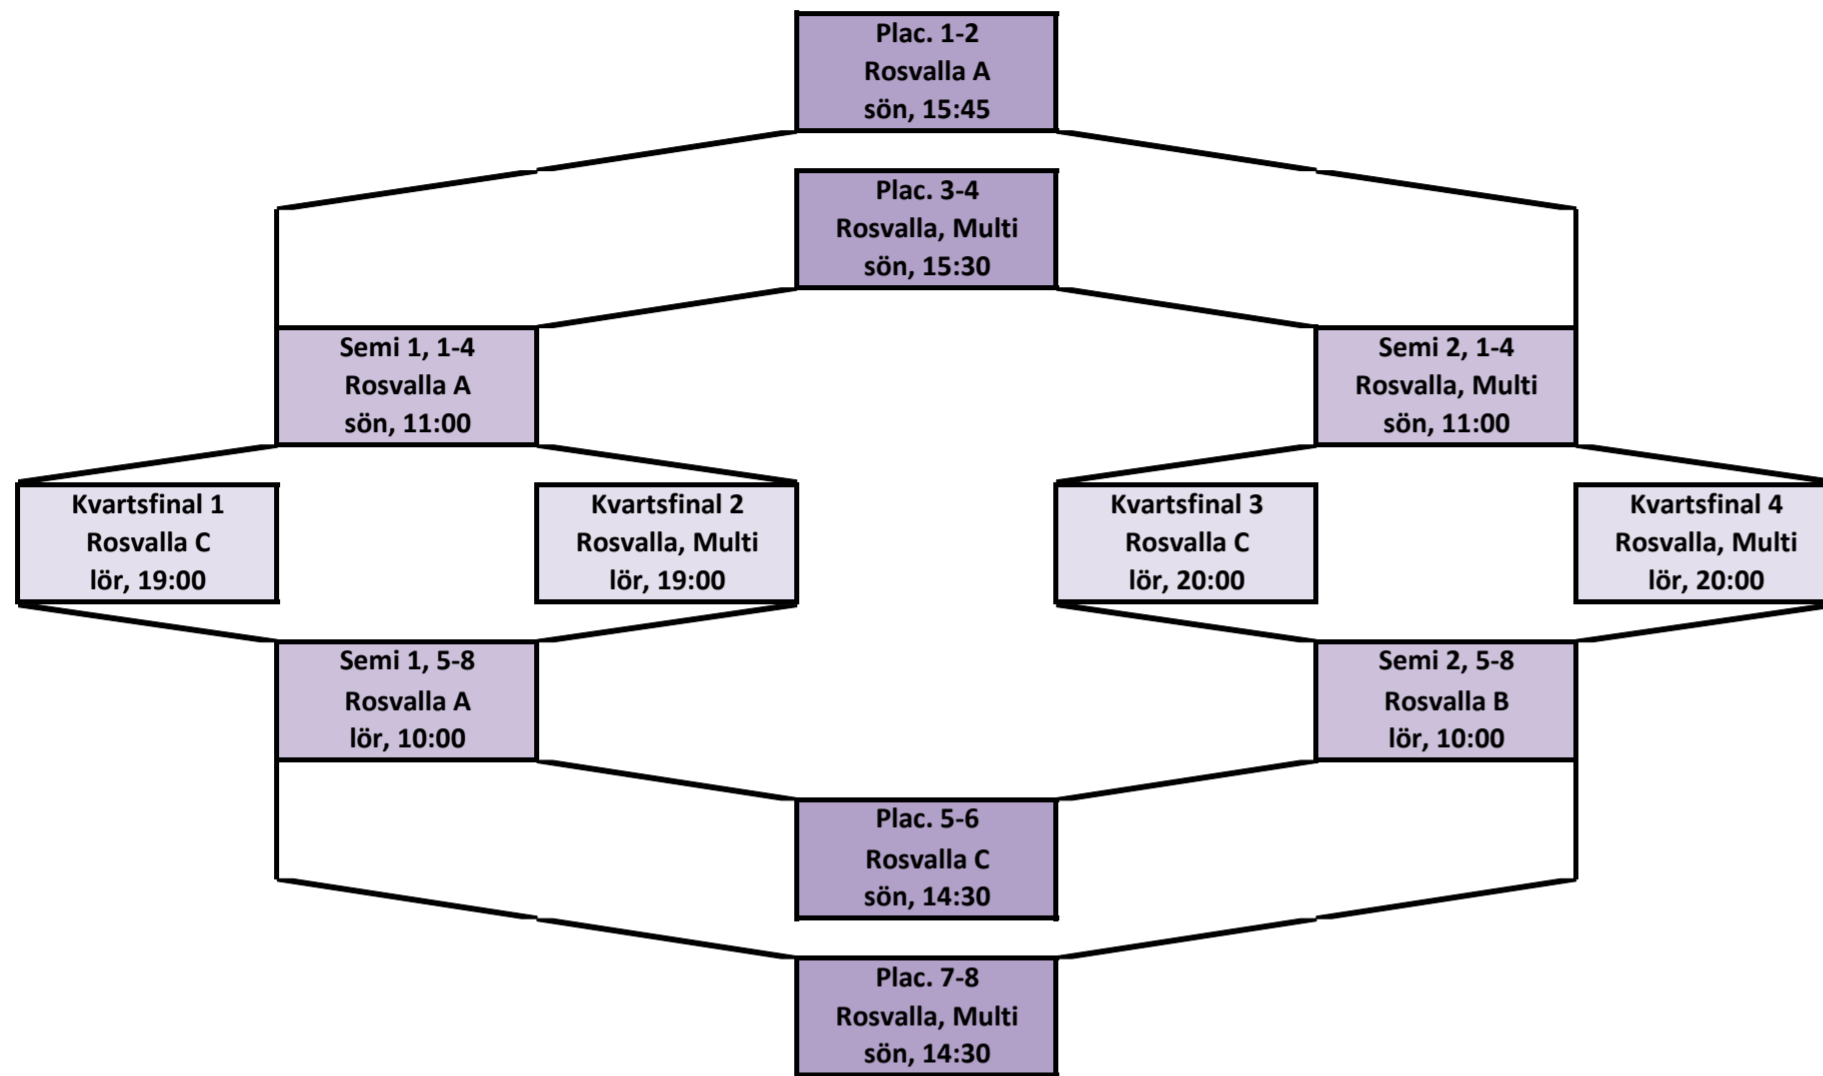 Plac. 1-2
Rosvalla A
sön, 15:45
Plac. 3-4
Rosvalla, Multi
sön, 15:30
Semi 1, 1-4
Rosvalla A
sön, 11:00
Semi 2, 1-4
Rosvalla, Multi
sön, 11:00
Kvartsfinal 1
Rosvalla C
lör, 19:00
Kvartsfinal 2
Rosvalla, Multi
lör, 19:00
Kvartsfinal 3
Rosvalla C
lör, 20:00
Kvartsfinal 4
Rosvalla, Multi
lör, 20:00
Semi 1, 5-8
Rosvalla A
lör, 10:00
Semi 2, 5-8
Rosvalla B
lör, 10:00
Plac. 5-6
Rosvalla C
sön, 14:30
Plac. 7-8
Rosvalla, Multi
sön, 14:30